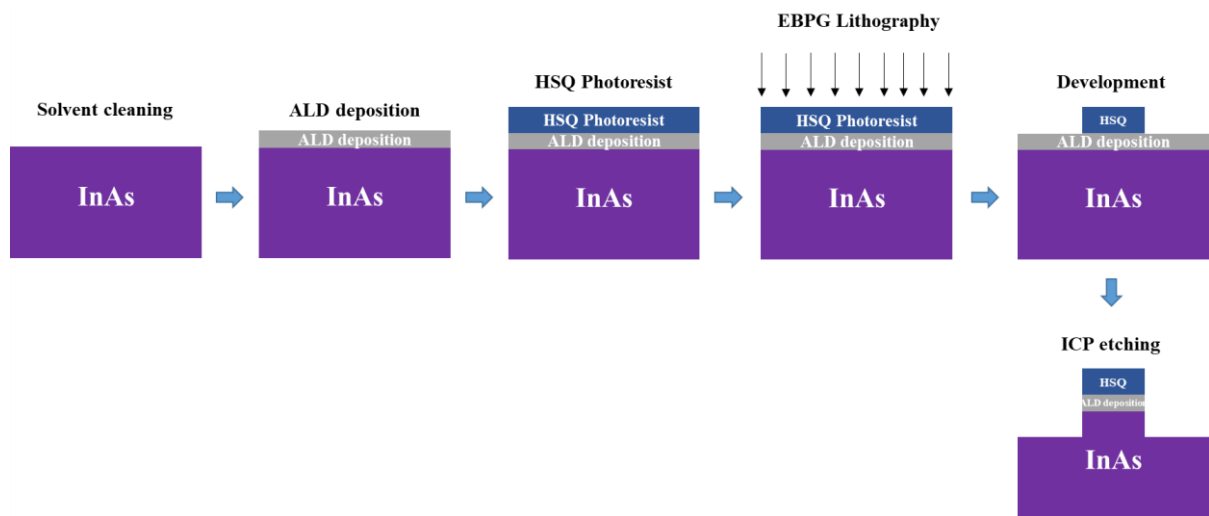 EBPG Lithography
Solvent cleaning
ALD deposition
HSQ Photoresist
Development
InAs
ALD deposition
InAs
HSQ Photoresist
ALD deposition
InAs
HSQ Photoresist
ALD deposition
InAs
HSQ
ALD deposition
InAs
ICP etching
HSQ
ALD deposition
InAs